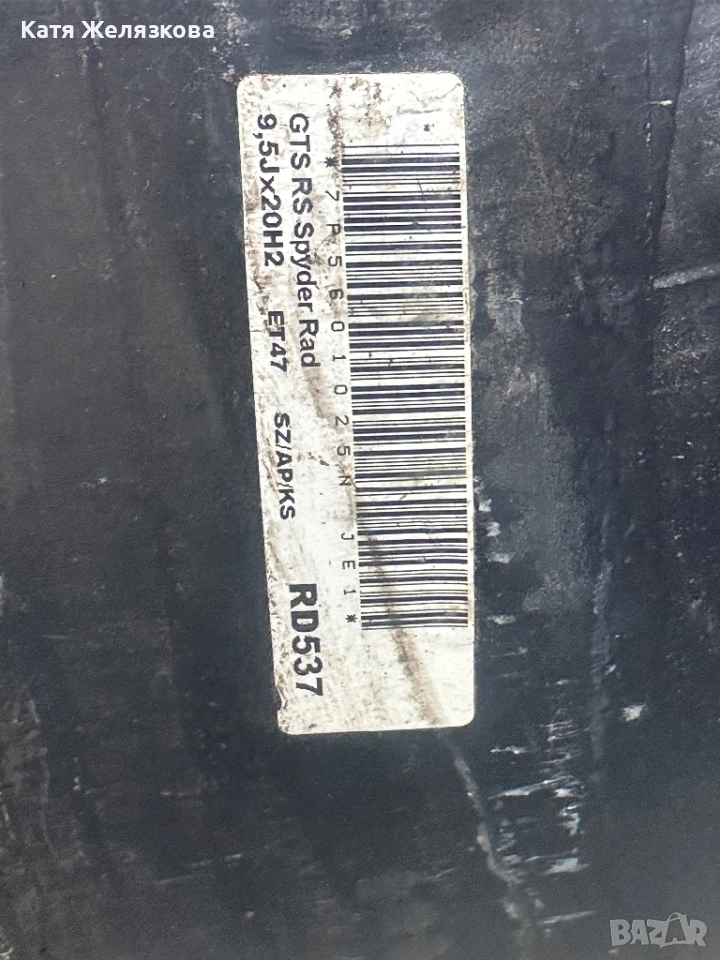 Катя Желязкова
GTS RS Spyder Rad
9,5Jx20H2 ET47 SZ/AP/KS RD537
*7P5601025N JE1*
BAZAR